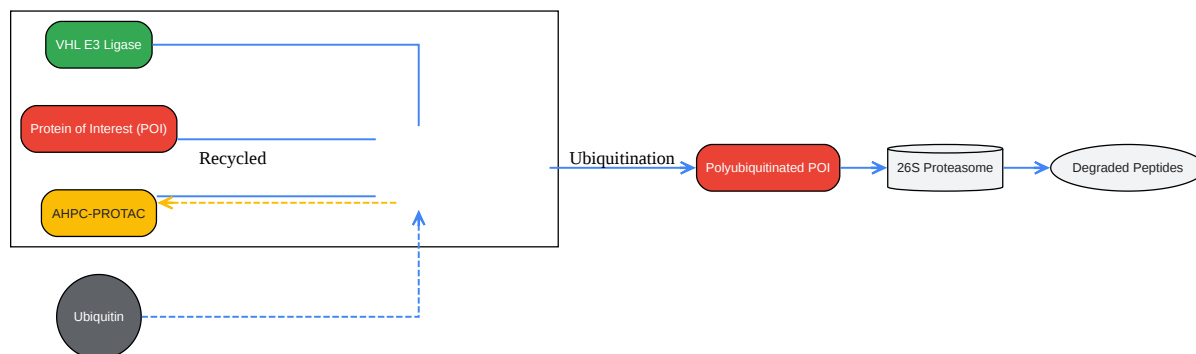 VHL E3 Ligase
Protein of Interest (POI)
Recycled
AHPC-PROTAC
Ubiquitin
Ubiquitination
Polyubiquitinated POI
26S Proteasome
Degraded Peptides